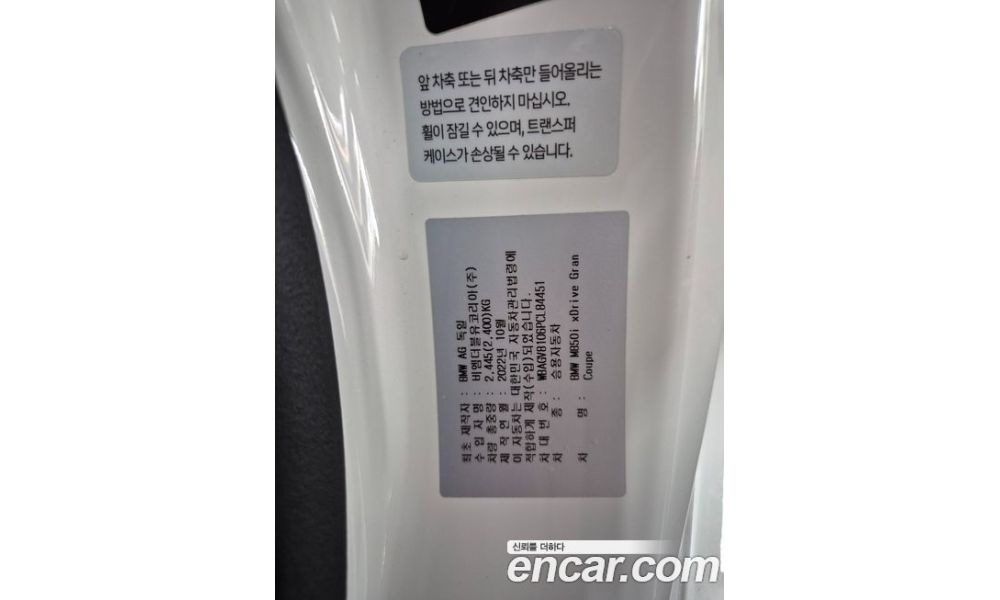 앞 차축 또는 뒤 차축만 들어올리는
방법으로 견인하지 마십시오.
휠이 잠길 수 있으며, 트랜스퍼
케이스가 손상될 수 있습니다.
최초 제작자 : BMW AG 독일
수 입 자 명 : 비엠더블유코리아(주)
차량 총중량 : 2,445(2,400)KG
제 작 연 월 : 2022년 10월
이 자동차는 대한민국 자동차관리법령에
적합하게 제작(수입)되었습니다.
차 대 번 호 : WBAGV8106PCL84451
차 종 : 승용자동차
차 명 : BMW M850i xDrive Gran
Coupe
신뢰를 더하다
encar.com